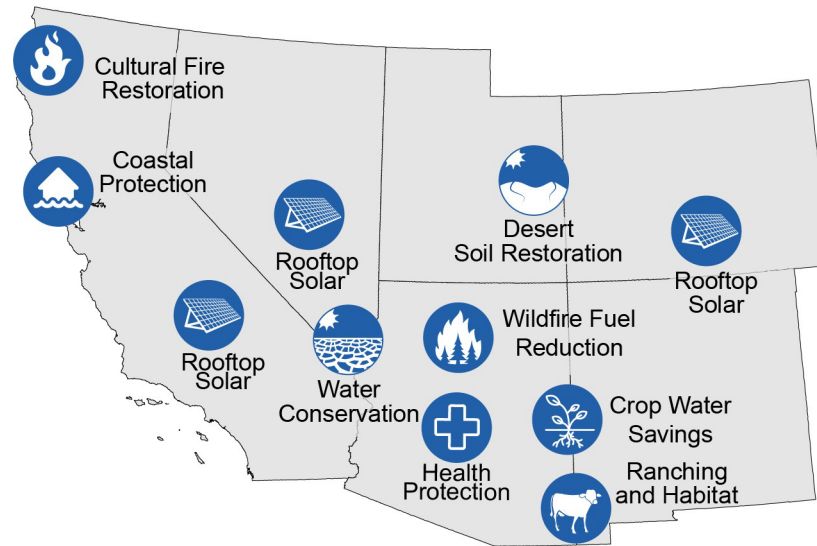 Cultural Fire
Restoration
Coastal
Protection
Rooftop
Solar
Desert
Soil Restoration
Rooftop
Solar
Rooftop
Solar
Wildfire Fuel
Reduction
Water
Conservation
Health
Protection
Crop Water
Savings
Ranching
and Habitat